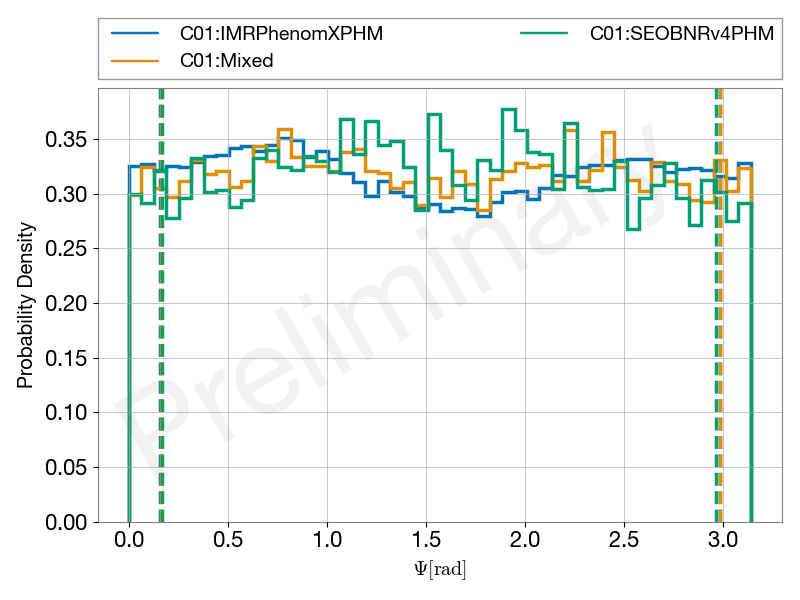 C01:IMRPhenomXPHM
C01:Mixed
C01:SEOBNRv4PHM
Preliminary
Probability Density
0.35
0.30
0.25
0.20
0.15
0.10
0.05
0.00
0.0 0.5 1.0 1.5 2.0 2.5 3.0
Ψ[rad]